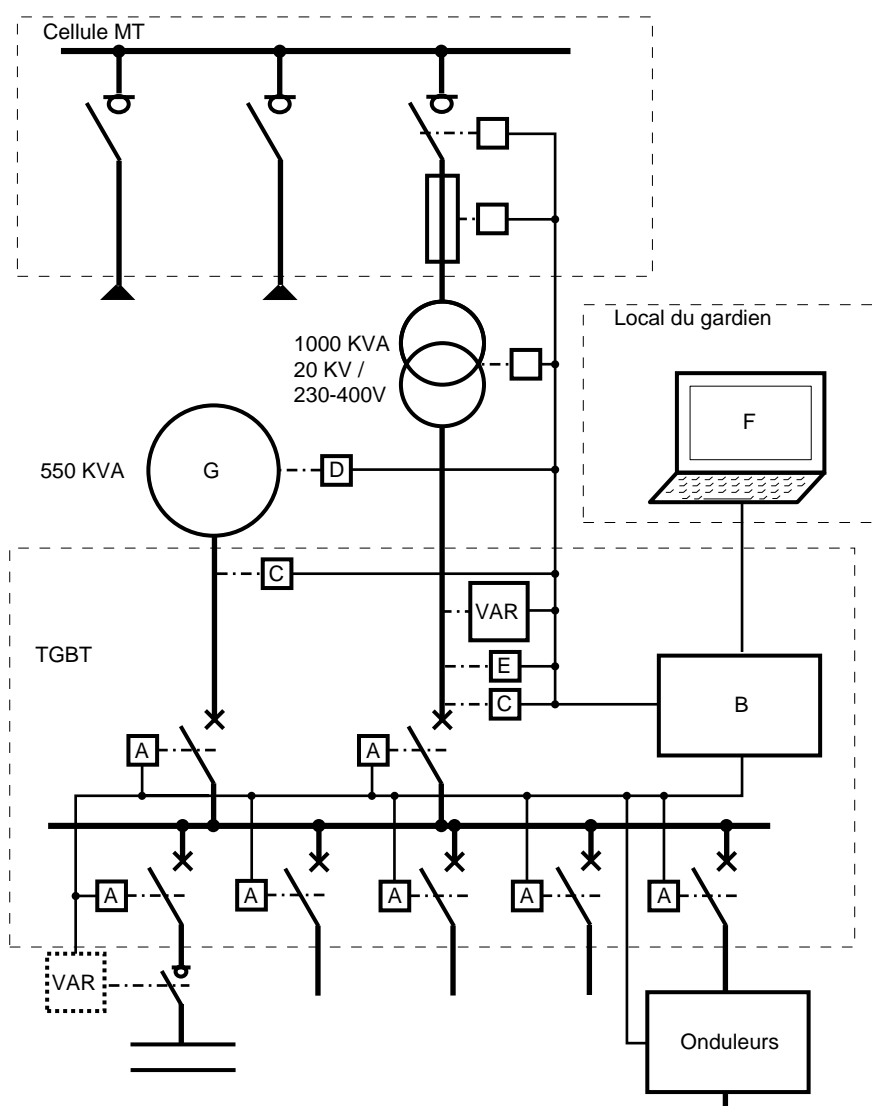 Cellule MT
Local du gardien
1000 KVA
20 KV /
230-400V
F
550 KVA
G
D
C
VAR
TGBT
E
C
B
A
A
A
A
A
A
A
VAR
Onduleurs